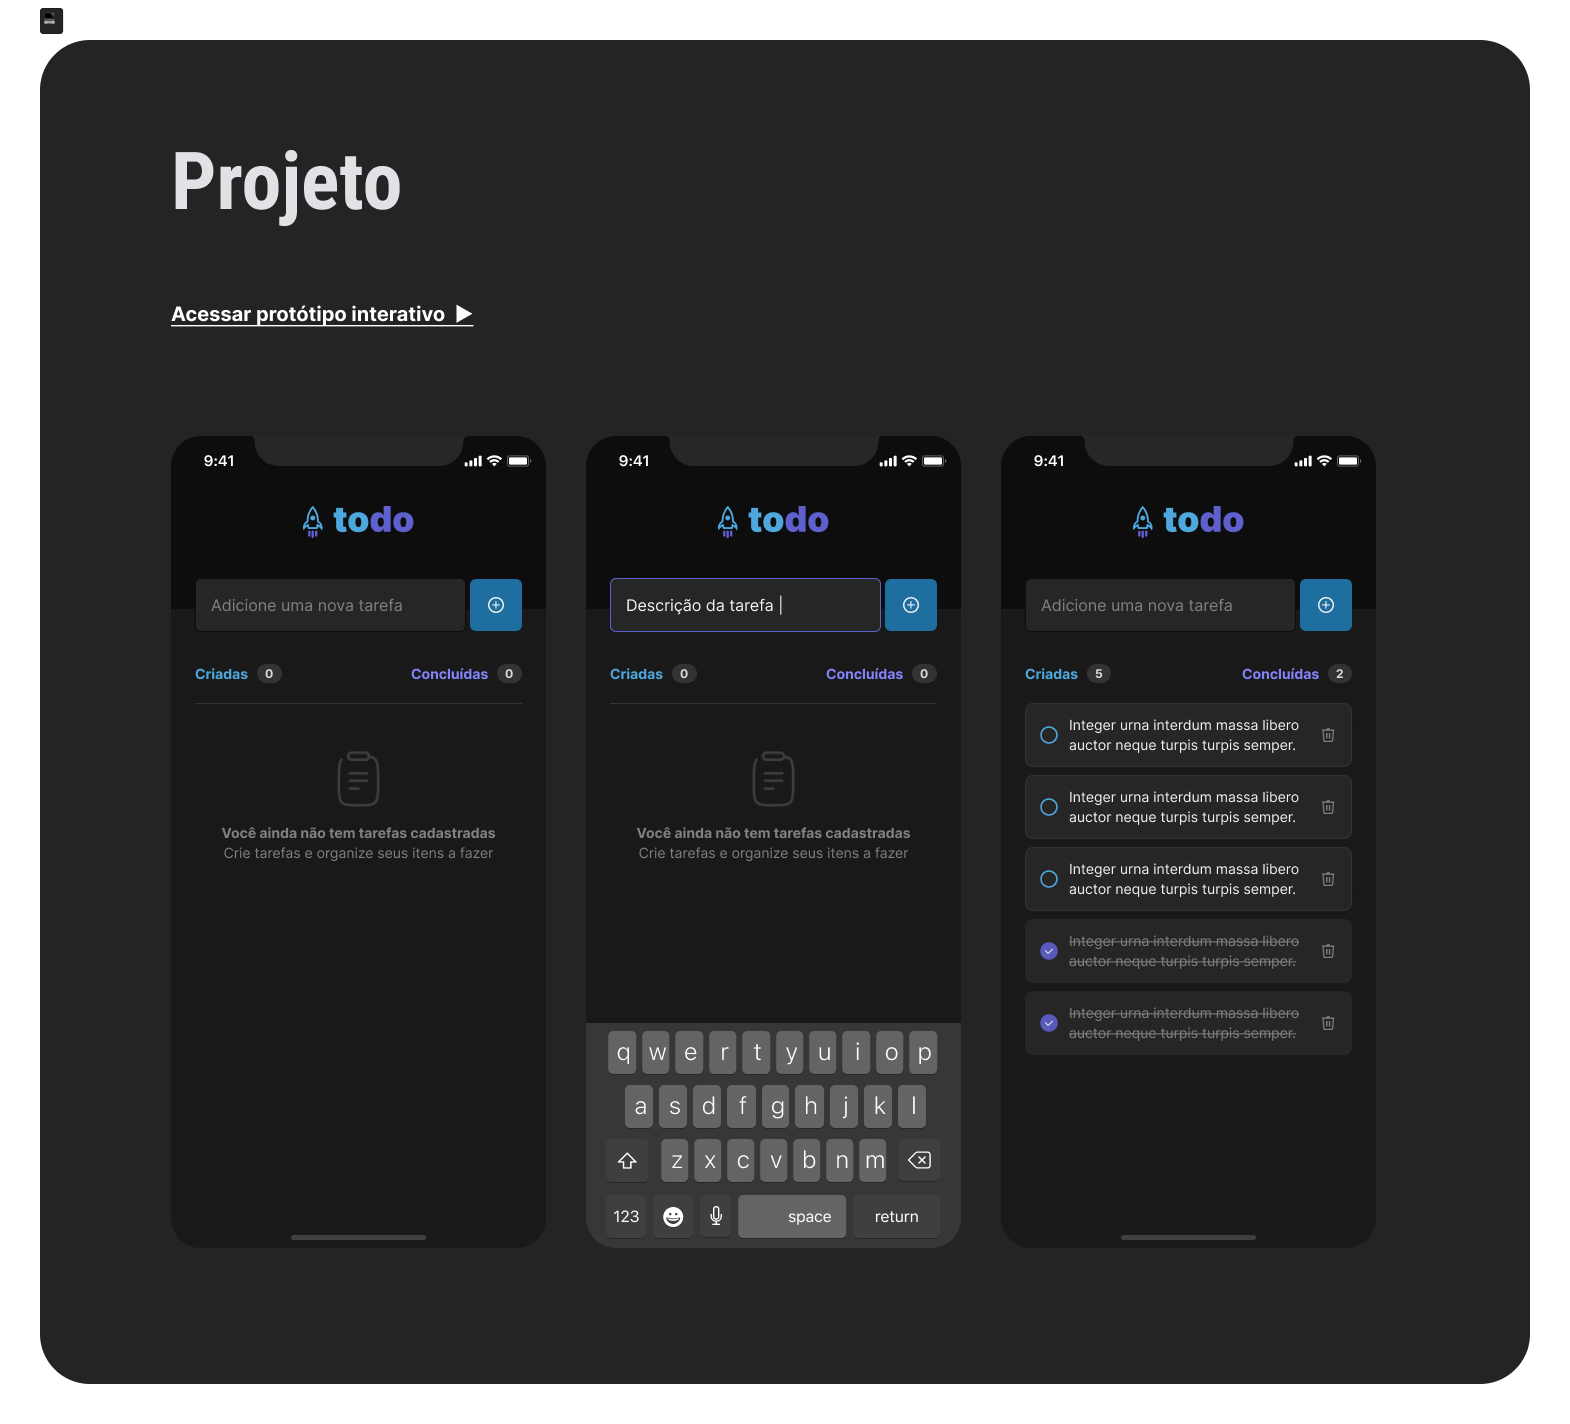 Projeto
Acessar protótipo interativo
9:41
todo
Adicione uma nova tarefa
Criadas 0 Concluídas 0
Você ainda não tem tarefas cadastradas
Crie tarefas e organize seus itens a fazer
9:41
todo
Descrição da tarefa |
Criadas 0 Concluídas 0
Você ainda não tem tarefas cadastradas
Crie tarefas e organize seus itens a fazer
q w e r t y u i o p
a s d f g h j k l
z x c v b n m
123 space return
9:41
todo
Adicione uma nova tarefa
Criadas 5 Concluídas 2
Integer urna interdum massa libero
auctor neque turpis turpis semper.
Integer urna interdum massa libero
auctor neque turpis turpis semper.
Integer urna interdum massa libero
auctor neque turpis turpis semper.
Integer urna interdum massa libero
auctor neque turpis turpis semper.
Integer urna interdum massa libero
auctor neque turpis turpis semper.